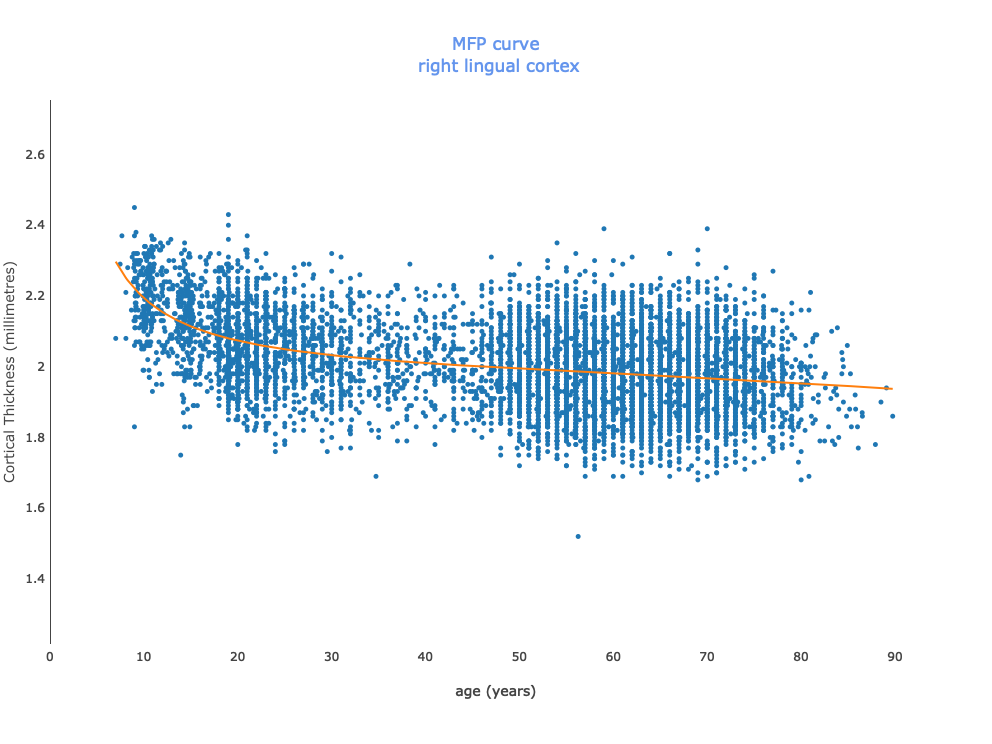 MFP curve
right lingual cortex
Cortical Thickness (millimetres)
2.6
2.4
2.2
2
1.8
1.6
1.4
0 10 20 30 40 50 60 70 80 90
age (years)